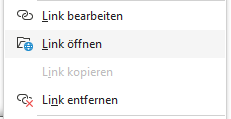 Link bearbeiten
Link öffnen
Link kopieren
Link entfernen